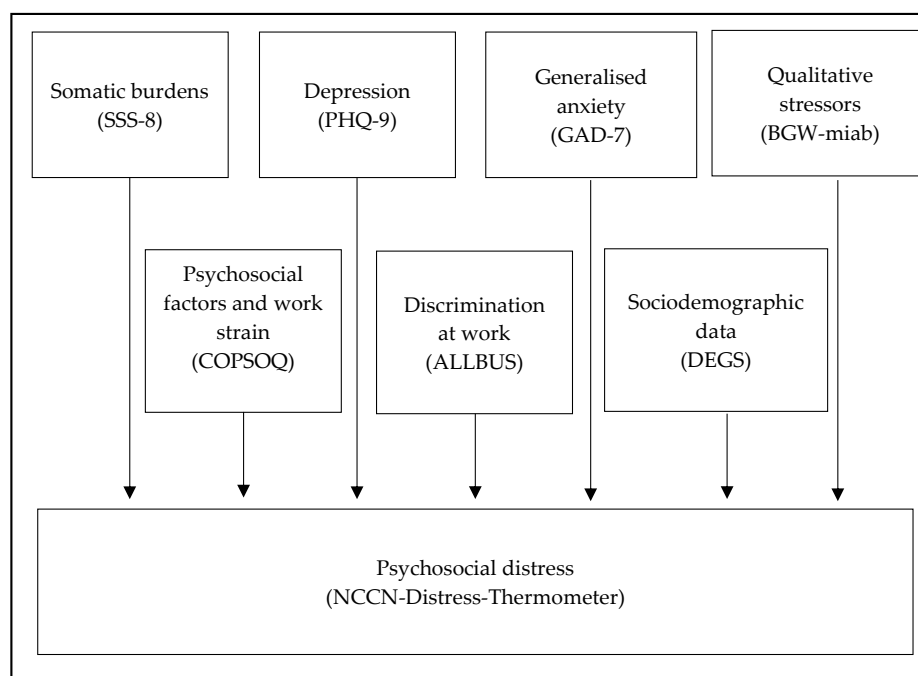 Somatic burdens
(SSS-8)
Depression
(PHQ-9)
Generalised
anxiety
(GAD-7)
Qualitative
stressors
(BGW-miab)
Psychosocial
factors and work
strain
(COPSOQ)
Discrimination
at work
(ALLBUS)
Sociodemographic
data
(DEGS)
Psychosocial distress
(NCCN-Distress-Thermometer)